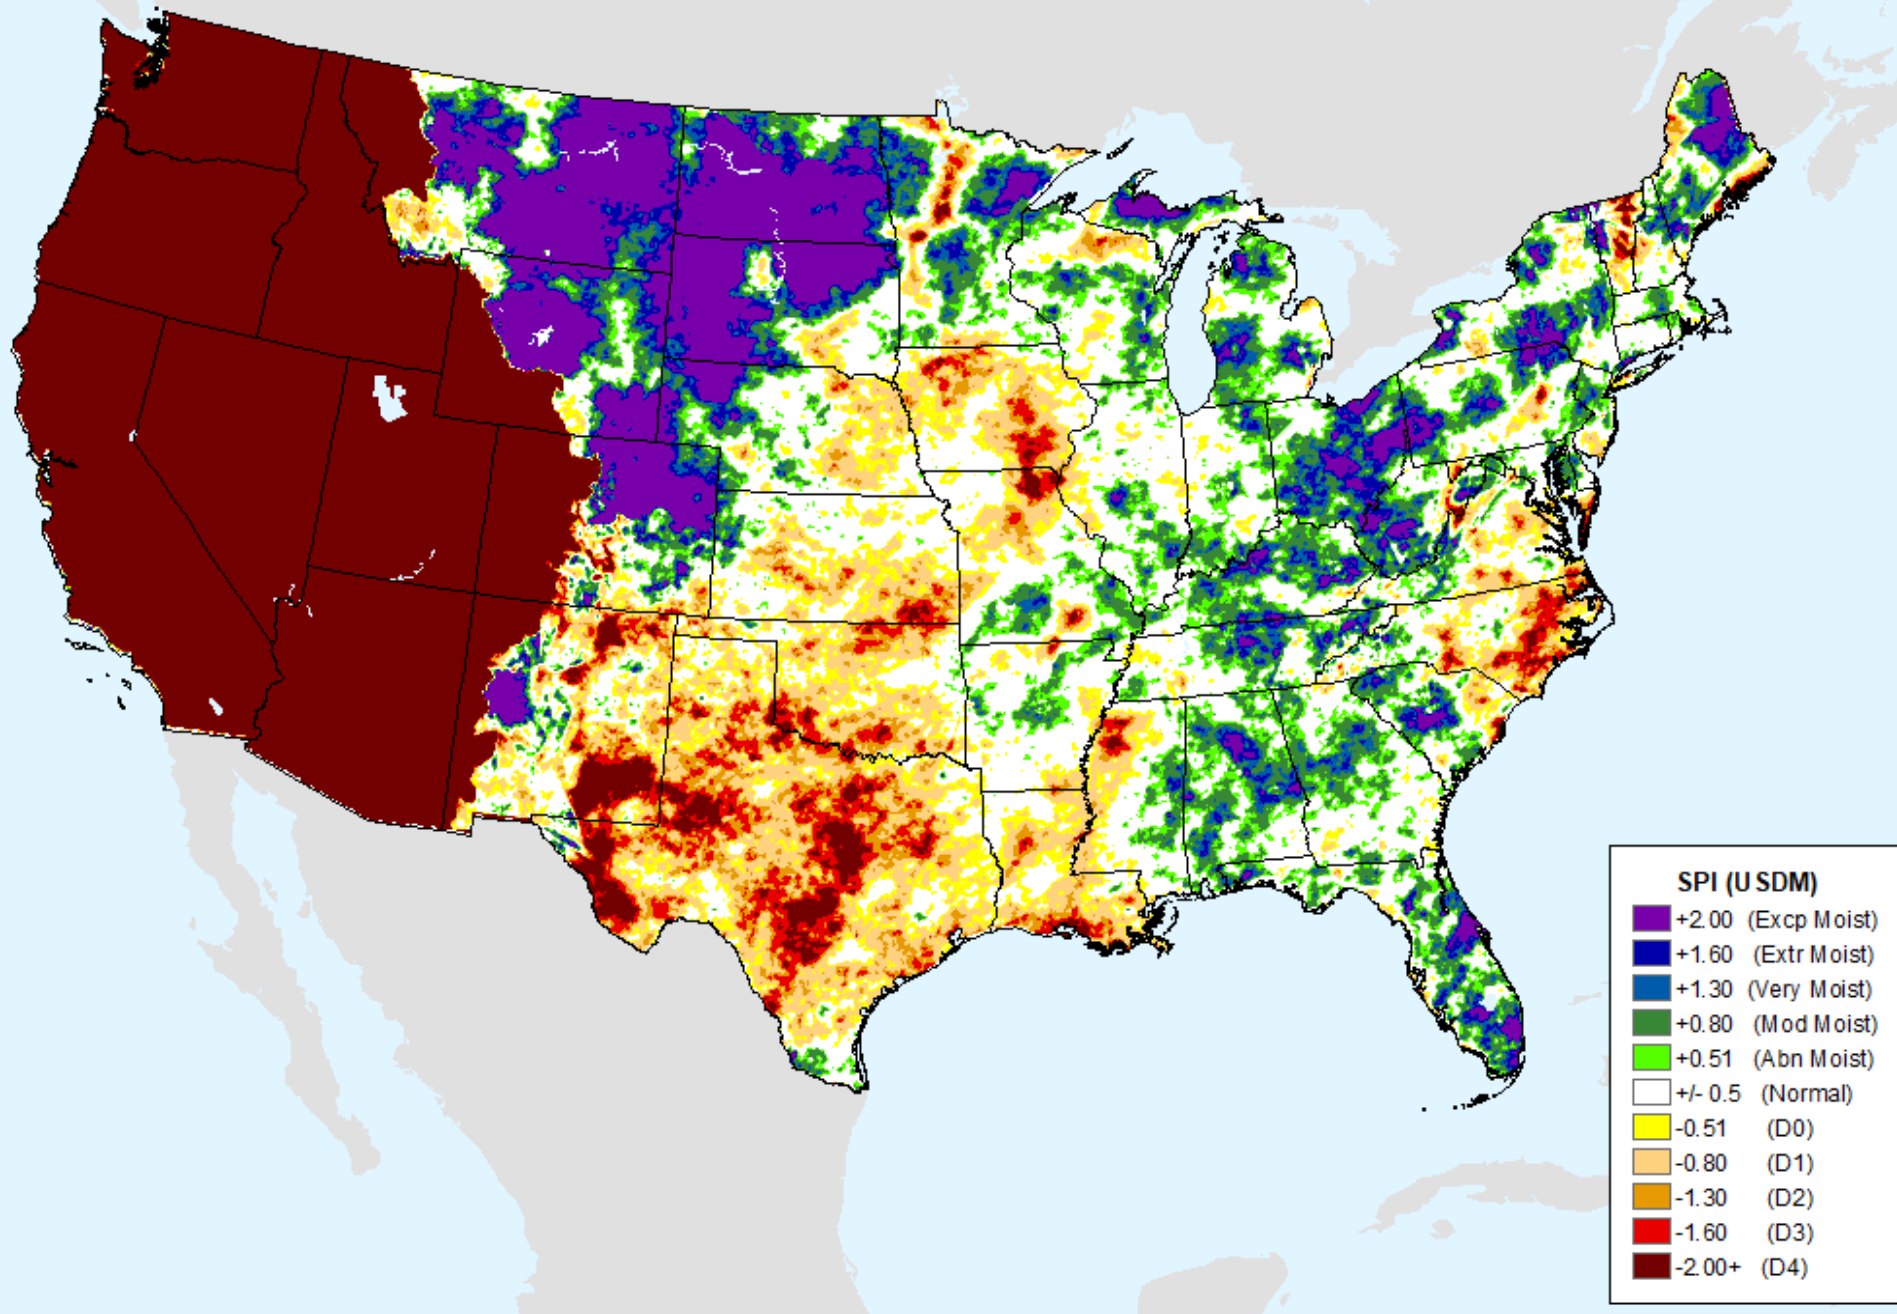 SPI (USDM)
+2.00 (Excp Moist)
+1.60 (Extr Moist)
+1.30 (Very Moist)
+0.80 (Mod Moist)
+0.51 (Abn Moist)
+/- 0.5 (Normal)
-0.51 (D0)
-0.80 (D1)
-1.30 (D2)
-1.60 (D3)
-2.00+ (D4)